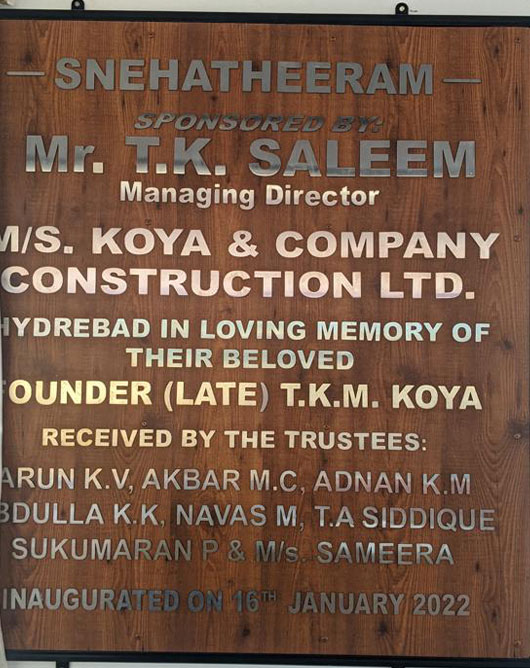 — SNEHATHEERAM —
SPONSORED BY:
Mr. T.K. SALEEM
Managing Director
M/S. KOYA & COMPANY
CONSTRUCTION LTD.
HYDREBAD IN LOVING MEMORY OF
THEIR BELOVED
FOUNDER (LATE) T.K.M. KOYA
RECEIVED BY THE TRUSTEES:
ARUN K.V, AKBAR M.C, ADNAN K.M
BDULLA K.K, NAVAS M, T.A SIDDIQUE
SUKUMARAN P & M/s. SAMEERA
INAUGURATED ON 16TH JANUARY 2022